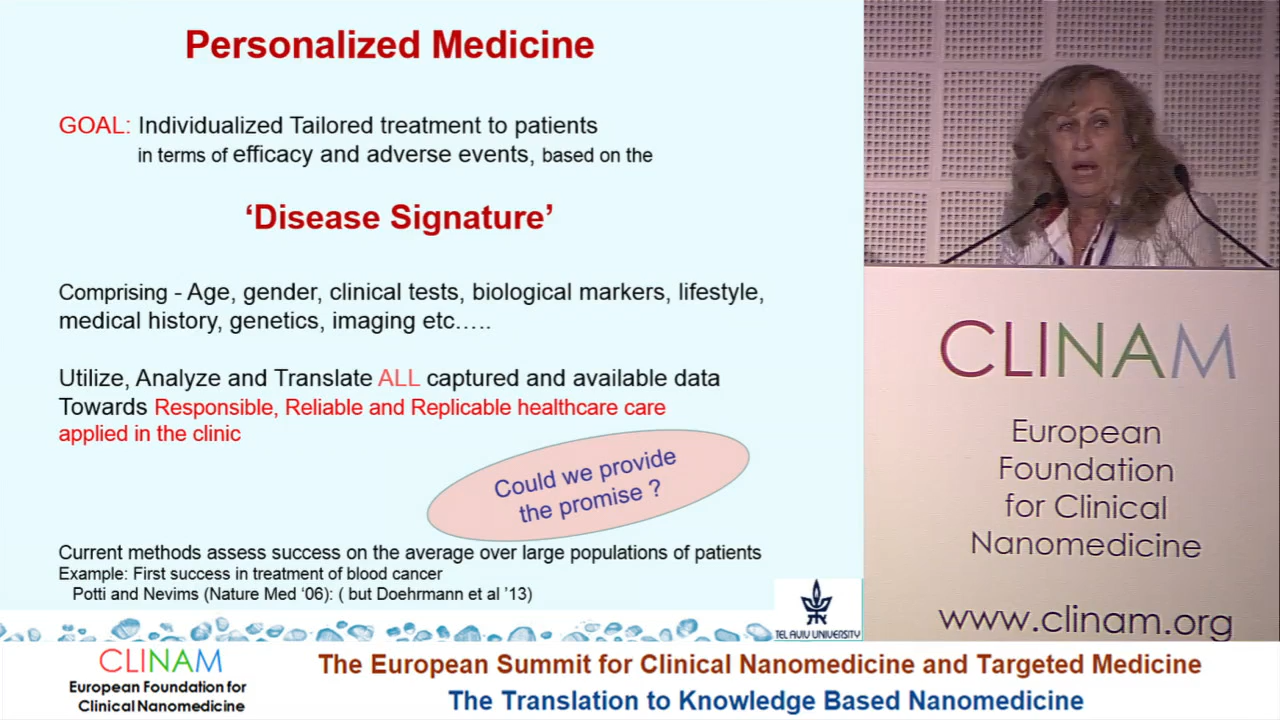 Personalized Medicine
GOAL: Individualized Tailored treatment to patients
in terms of efficacy and adverse events, based on the
‘Disease Signature’
Comprising - Age, gender, clinical tests, biological markers, lifestyle,
medical history, genetics, imaging etc…..
Utilize, Analyze and Translate ALL captured and available data
Towards Responsible, Reliable and Replicable healthcare care
applied in the clinic
Could we provide
the promise ?
Current methods assess success on the average over large populations of patients
Example: First success in treatment of blood cancer
Potti and Nevims (Nature Med ‘06): ( but Doehrmann et al ’13)
TEL AVIV UNIVERSITY
CLINAM
European
Foundation
for Clinical
Nanomedicine
www.clinam.org
CLINAM
European Foundation for
Clinical Nanomedicine
The European Summit for Clinical Nanomedicine and Targeted Medicine
The Translation to Knowledge Based Nanomedicine